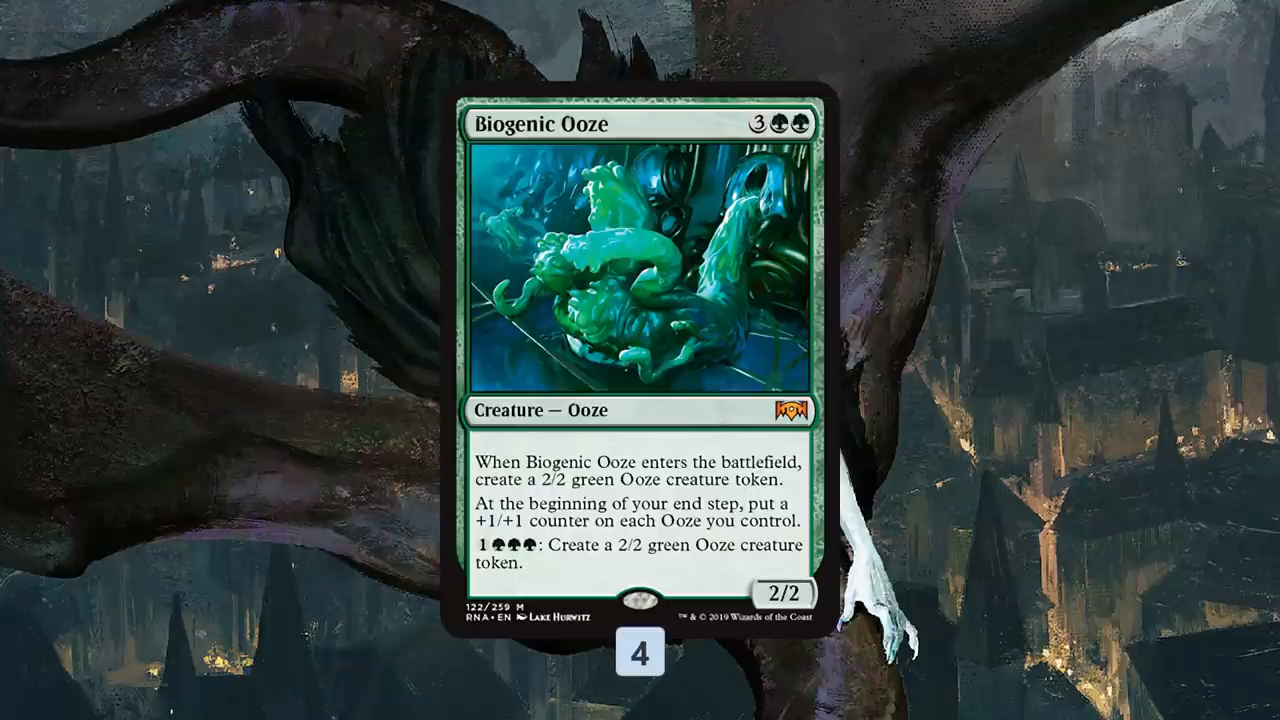 Biogenic Ooze 3
Creature — Ooze
When Biogenic Ooze enters the battlefield,
create a 2/2 green Ooze creature token.
At the beginning of your end step, put a
+1/+1 counter on each Ooze you control.
1 : Create a 2/2 green Ooze creature
token.
2/2
122/259 M
RNA • EN Lake Hurwitz
™ & © 2019 Wizards of the Coast
4